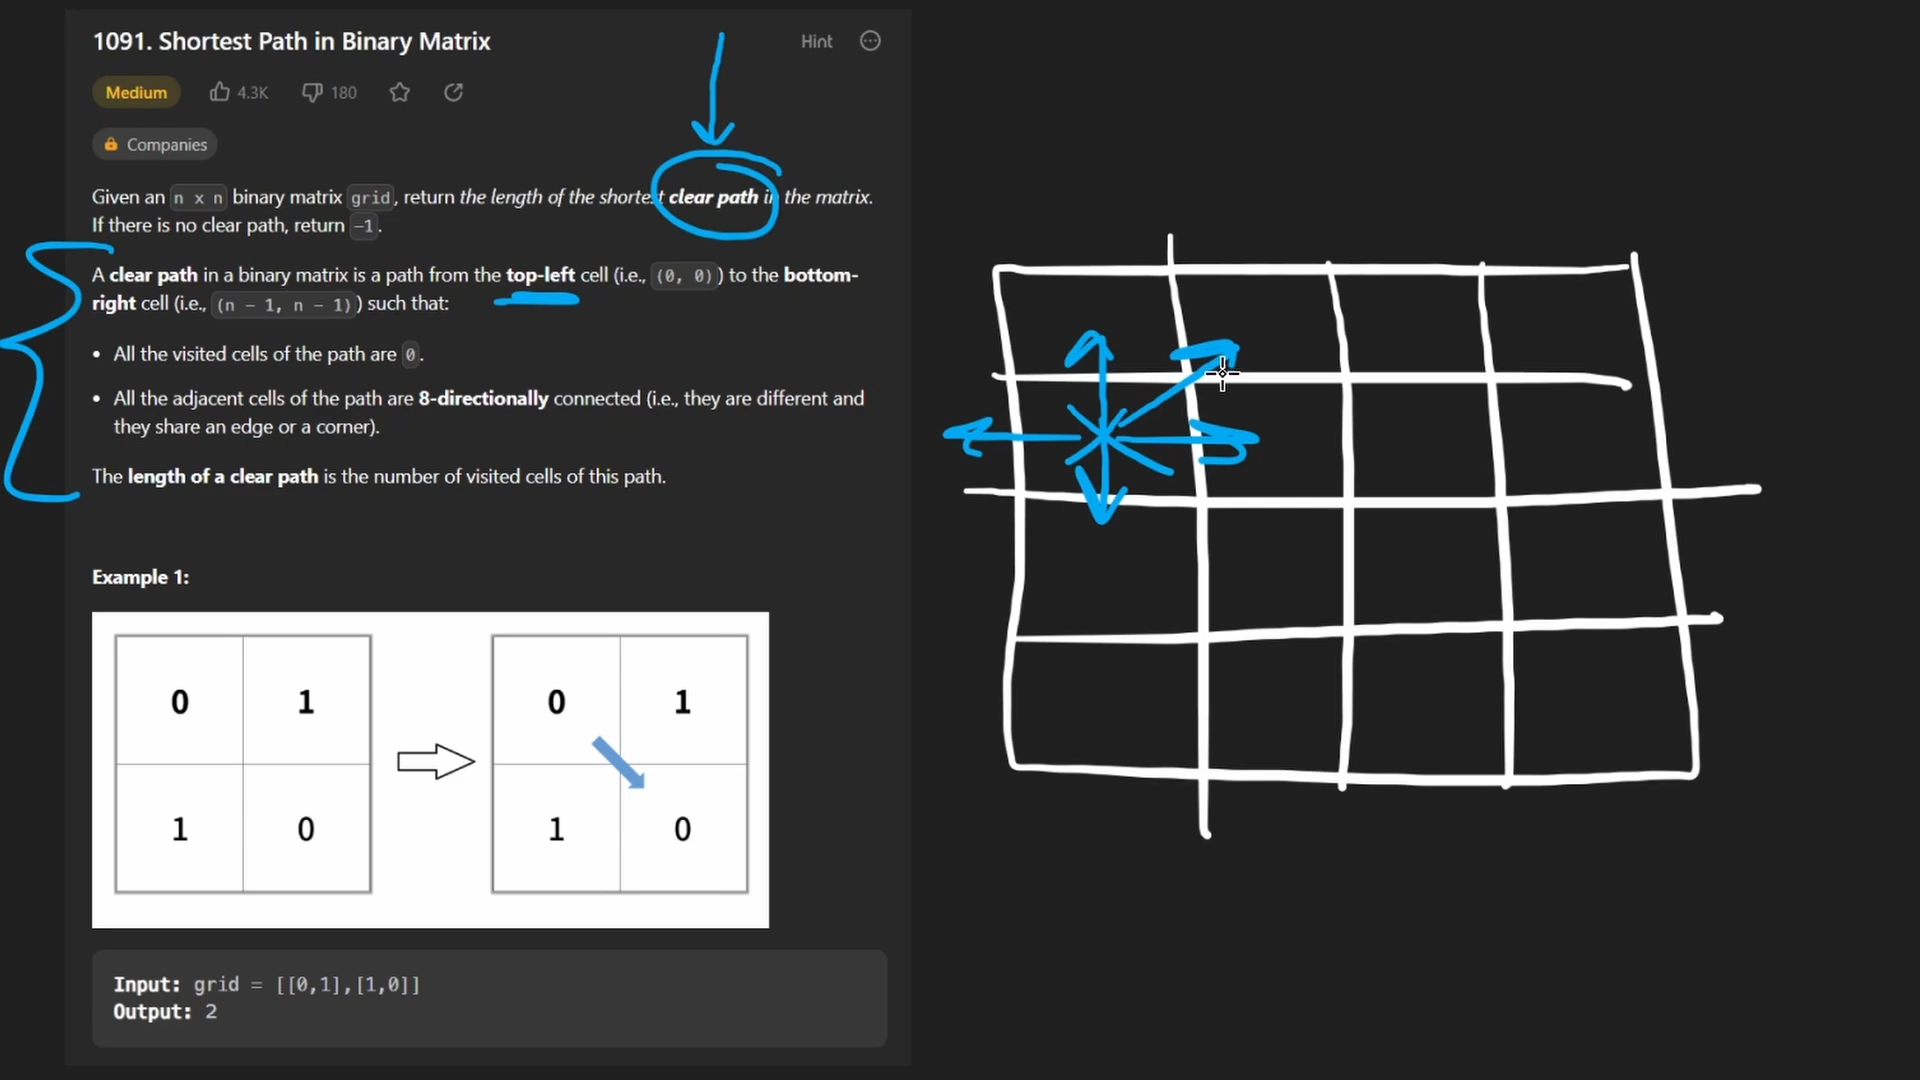 1091. Shortest Path in Binary Matrix
Hint
Medium
4.3K
180
Companies
Given an n x n binary matrix grid, return the length of the shortest clear path in the matrix.
If there is no clear path, return -1.
A clear path in a binary matrix is a path from the top-left cell (i.e., (0, 0)) to the bottom-
right cell (i.e., (n - 1, n - 1)) such that:
• All the visited cells of the path are 0.
• All the adjacent cells of the path are 8-directionally connected (i.e., they are different and
they share an edge or a corner).
The length of a clear path is the number of visited cells of this path.
Example 1:
0 1
1 0
0 1
1 0
Input: grid = [[0,1],[1,0]]
Output: 2